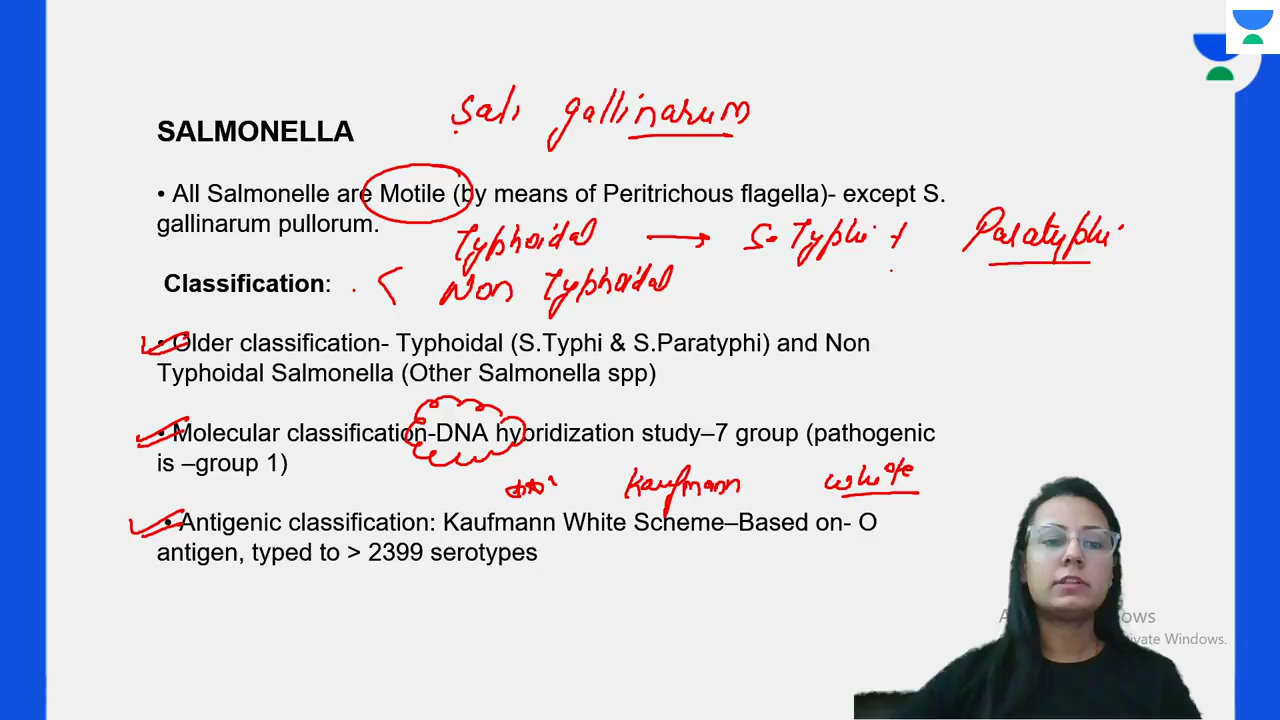 Sal gallinarum
SALMONELLA
• All Salmonelle are Motile (by means of Peritrichous flagella)- except S.
gallinarum pullorum.
Typhoidal → S. Typhi + Paratyphi
Classification:
Non Typhoidal
• Older classification- Typhoidal (S.Typhi & S.Paratyphi) and Non
Typhoidal Salmonella (Other Salmonella spp)
• Molecular classification-DNA hybridization study–7 group (pathogenic
is –group 1)
Kaufmann white
• Antigenic classification: Kaufmann White Scheme–Based on- O
antigen, typed to > 2399 serotypes